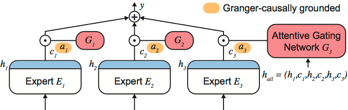 y
Granger-causally grounded
a₁ G₁ a₂ G₂ a₃ Attentive Gating
Network G₃
c₁ c₂ c₃
h₁ h₂ h₃
h_all = (h₁,c₁,h₂,c₂,h₃,c₃)
Expert E₁ Expert E₂ Expert E₃